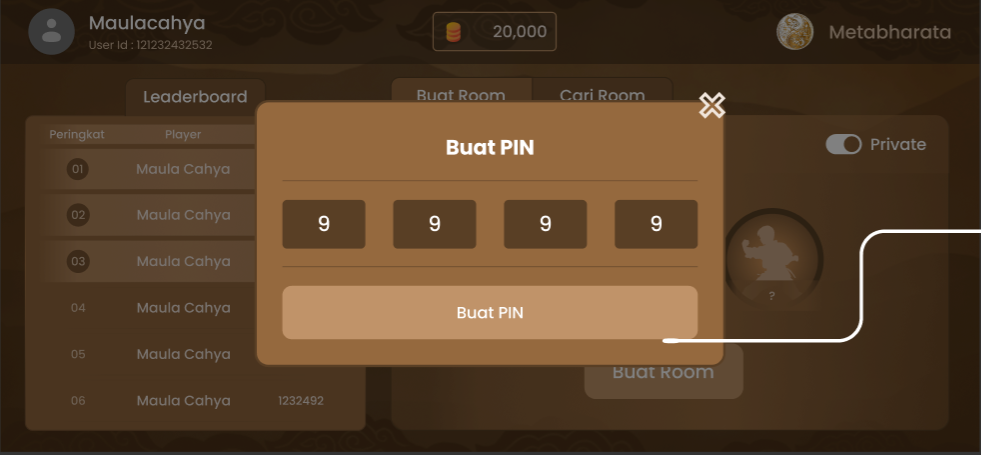 Maulacahya
User Id : 121232432532
20,000
Metabharata
Leaderboard
Buat Room
Cari Room
Peringkat Player
Private
01 Maula Cahya
02 Maula Cahya
03 Maula Cahya
04 Maula Cahya
05 Maula Cahya
06 Maula Cahya 1232492
Buat PIN
9 9 9 9
Buat PIN
?
Buat Room